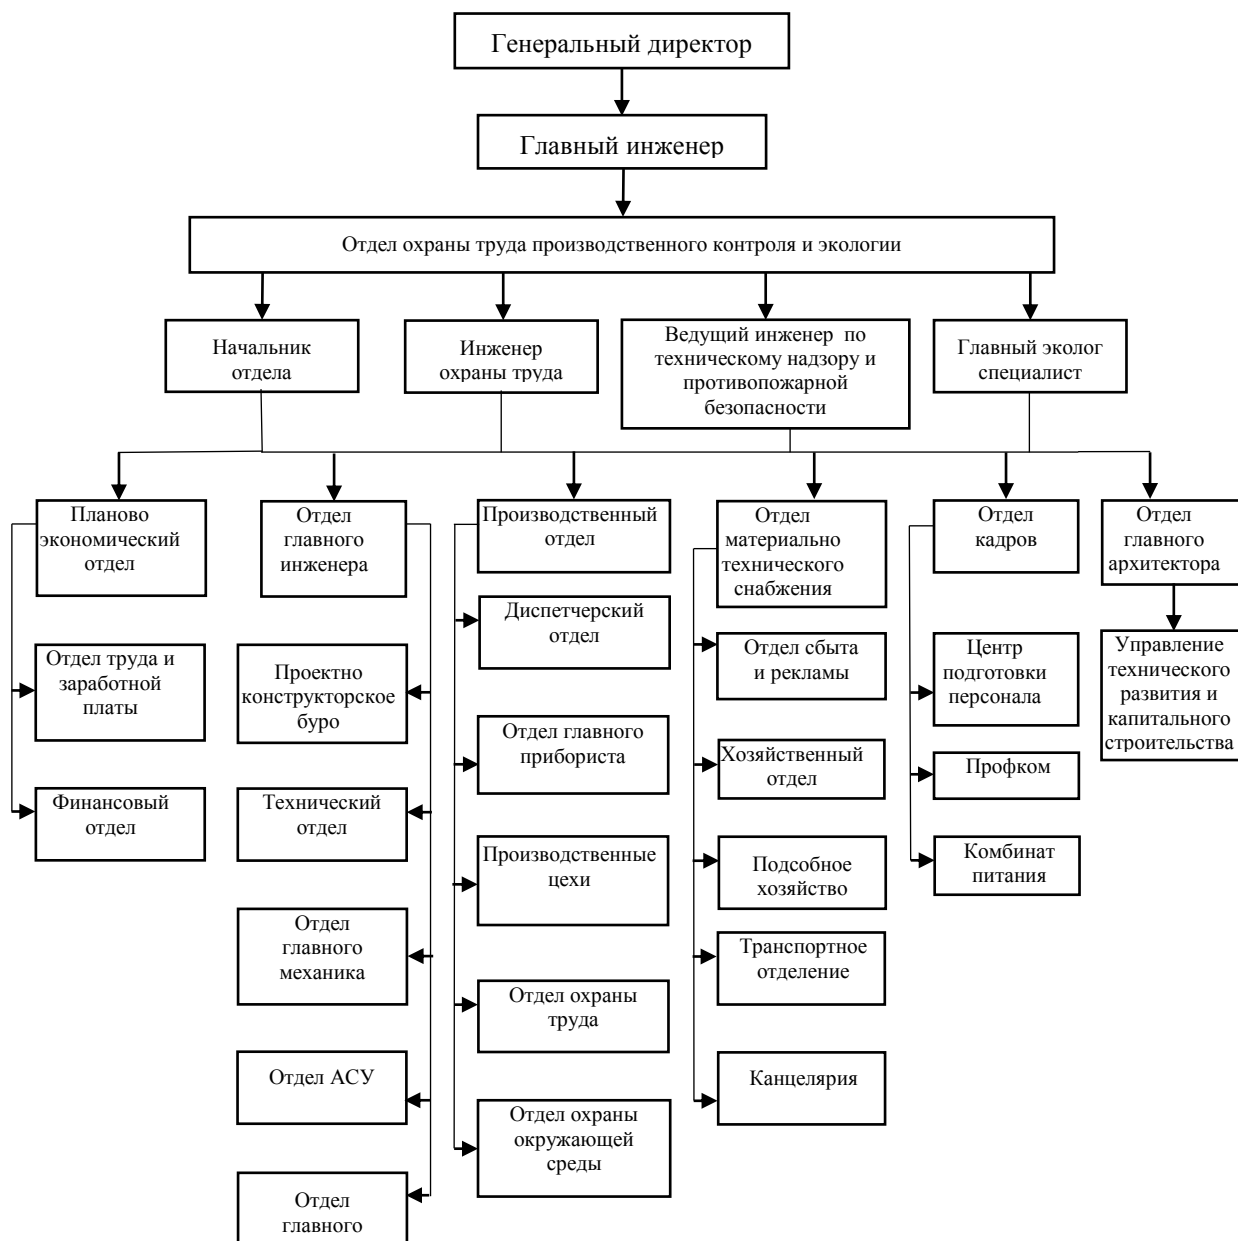 Генеральный директор
Главный инженер
Отдел охраны труда производственного контроля и экологии
Начальник
отдела
Инженер
охраны труда
Ведущий инженер по
техническому надзору и
противопожарной
безопасности
Главный эколог
специалист
Планово
экономический
отдел
Отдел
главного
инженера
Производственный
отдел
Отдел
материально
технического
снабжения
Отдел
кадров
Отдел
главного
архитектора
Отдел труда и
заработной
платы
Финансовый
отдел
Проектно
конструкторское
буро
Технический
отдел
Отдел
главного
механика
Отдел АСУ
Отдел
главного
Диспетчерский
отдел
Отдел главного
прибориста
Производственные
цехи
Отдел охраны
труда
Отдел охраны
окружающей
среды
Отдел сбыта
и рекламы
Хозяйственный
отдел
Подсобное
хозяйство
Транспортное
отделение
Канцелярия
Центр
подготовки
персонала
Профком
Комбинат
питания
Управление
технического
развития и
капитального
строительства